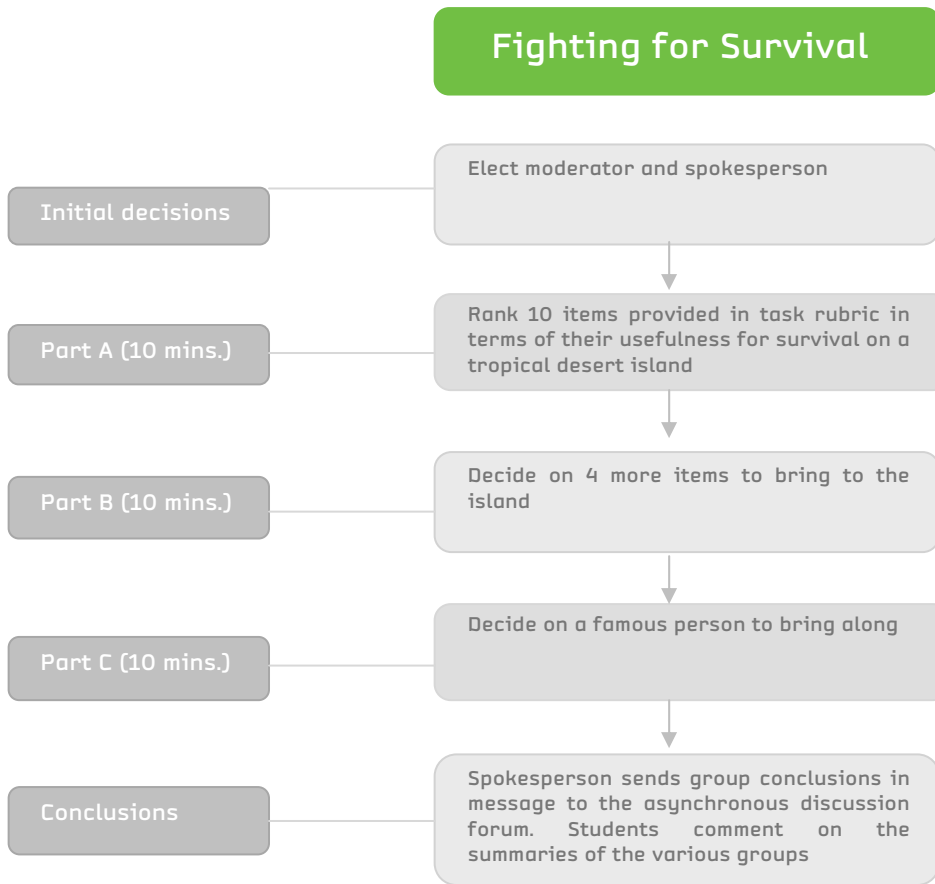 Fighting for Survival
Elect moderator and spokesperson
Initial decisions
Rank 10 items provided in task rubric in
terms of their usefulness for survival on a
tropical desert island
Part A (10 mins.)
Decide on 4 more items to bring to the
island
Part B (10 mins.)
Decide on a famous person to bring along
Part C (10 mins.)
Spokesperson sends group conclusions in
message to the asynchronous discussion
forum. Students comment on the
summaries of the various groups
Conclusions